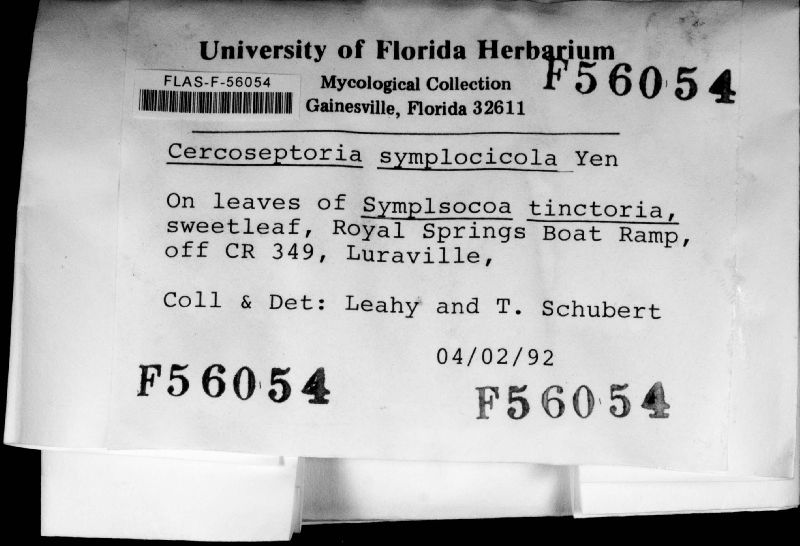 University of Florida Herbarium
FLAS-F-56054
Mycological Collection
F56054
Gainesville, Florida 32611
Cercoseptoria symplocicola Yen
On leaves of Symplsocoa tinctoria,
sweetleaf, Royal Springs Boat Ramp,
off CR 349, Luraville,
Coll & Det: Leahy and T. Schubert
04/02/92
F56054
F56054